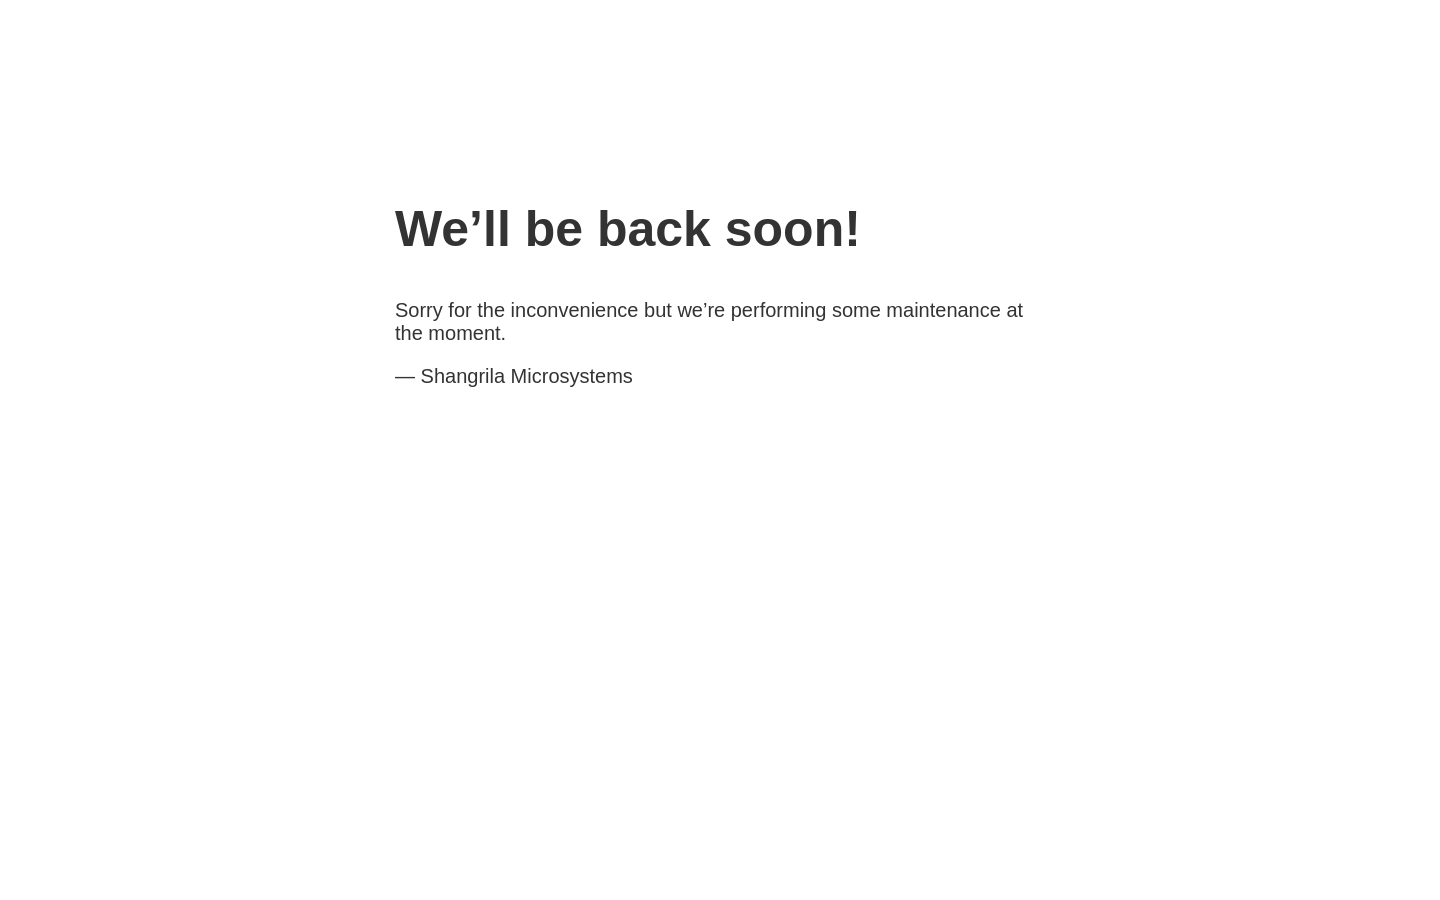 We’ll be back soon!
Sorry for the inconvenience but we’re performing some maintenance at
the moment.
— Shangrila Microsystems